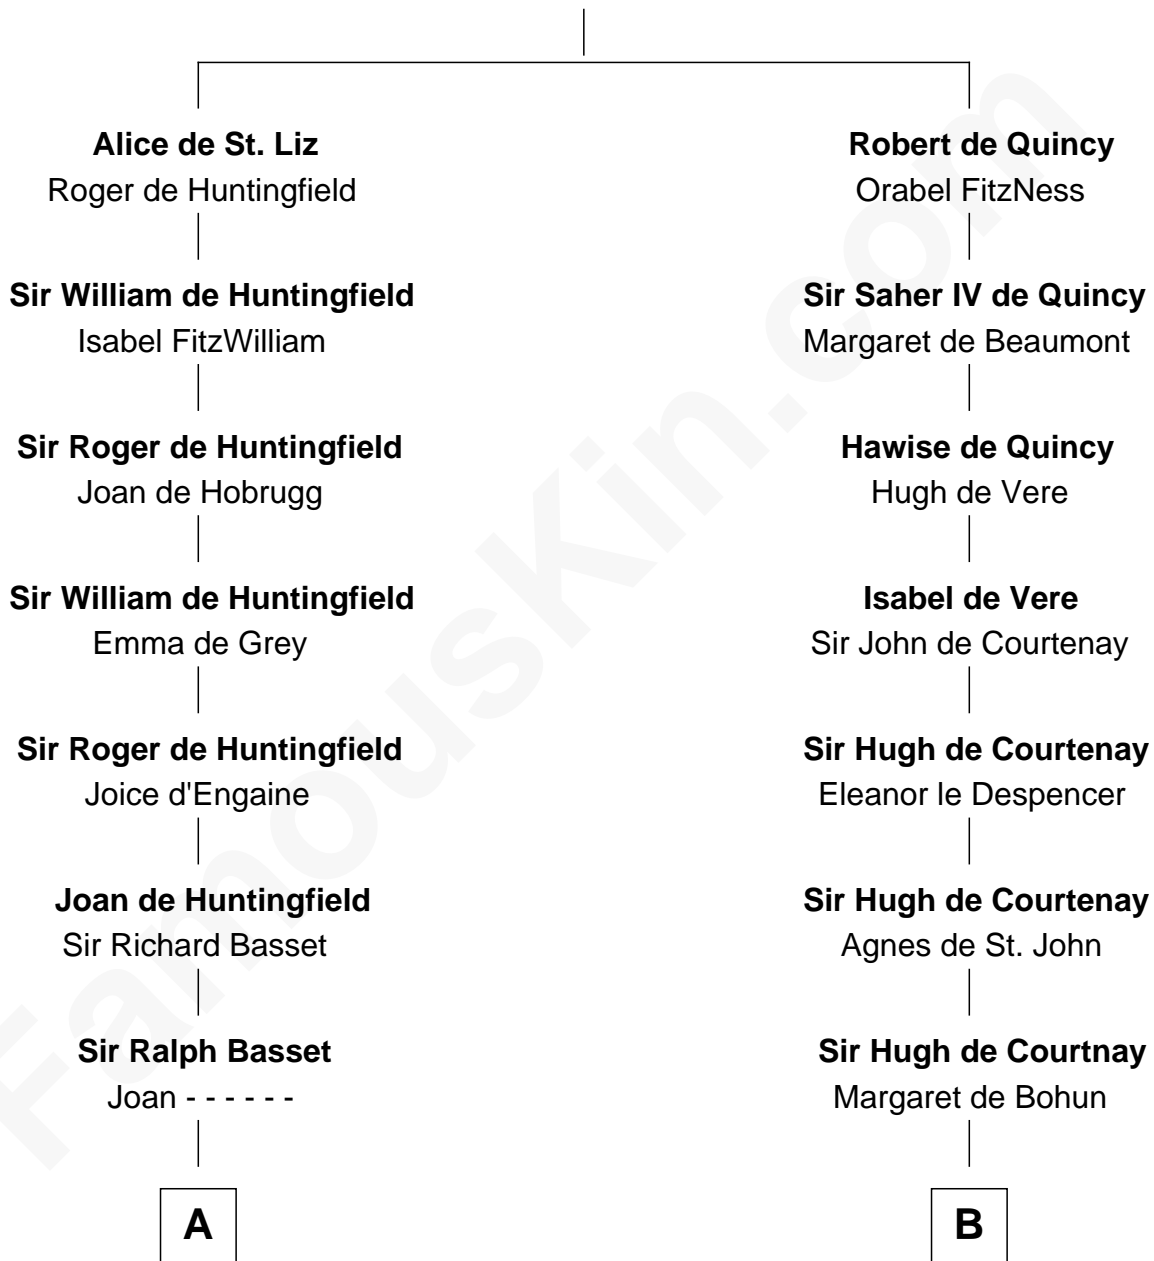 Alice de St. Liz
Roger de Huntingfield
Sir William de Huntingfield
Isabel FitzWilliam
Sir Roger de Huntingfield
Joan de Hobrugg
Sir William de Huntingfield
Emma de Grey
Sir Roger de Huntingfield
Joice d'Engaine
Joan de Huntingfield
Sir Richard Basset
Sir Ralph Basset
Joan - - - - - -
A
Robert de Quincy
Orabel FitzNess
Sir Saher IV de Quincy
Margaret de Beaumont
Hawise de Quincy
Hugh de Vere
Isabel de Vere
Sir John de Courtenay
Sir Hugh de Courtenay
Eleanor le Despencer
Sir Hugh de Courtenay
Agnes de St. John
Sir Hugh de Courtnay
Margaret de Bohun
B
FamousKin.com